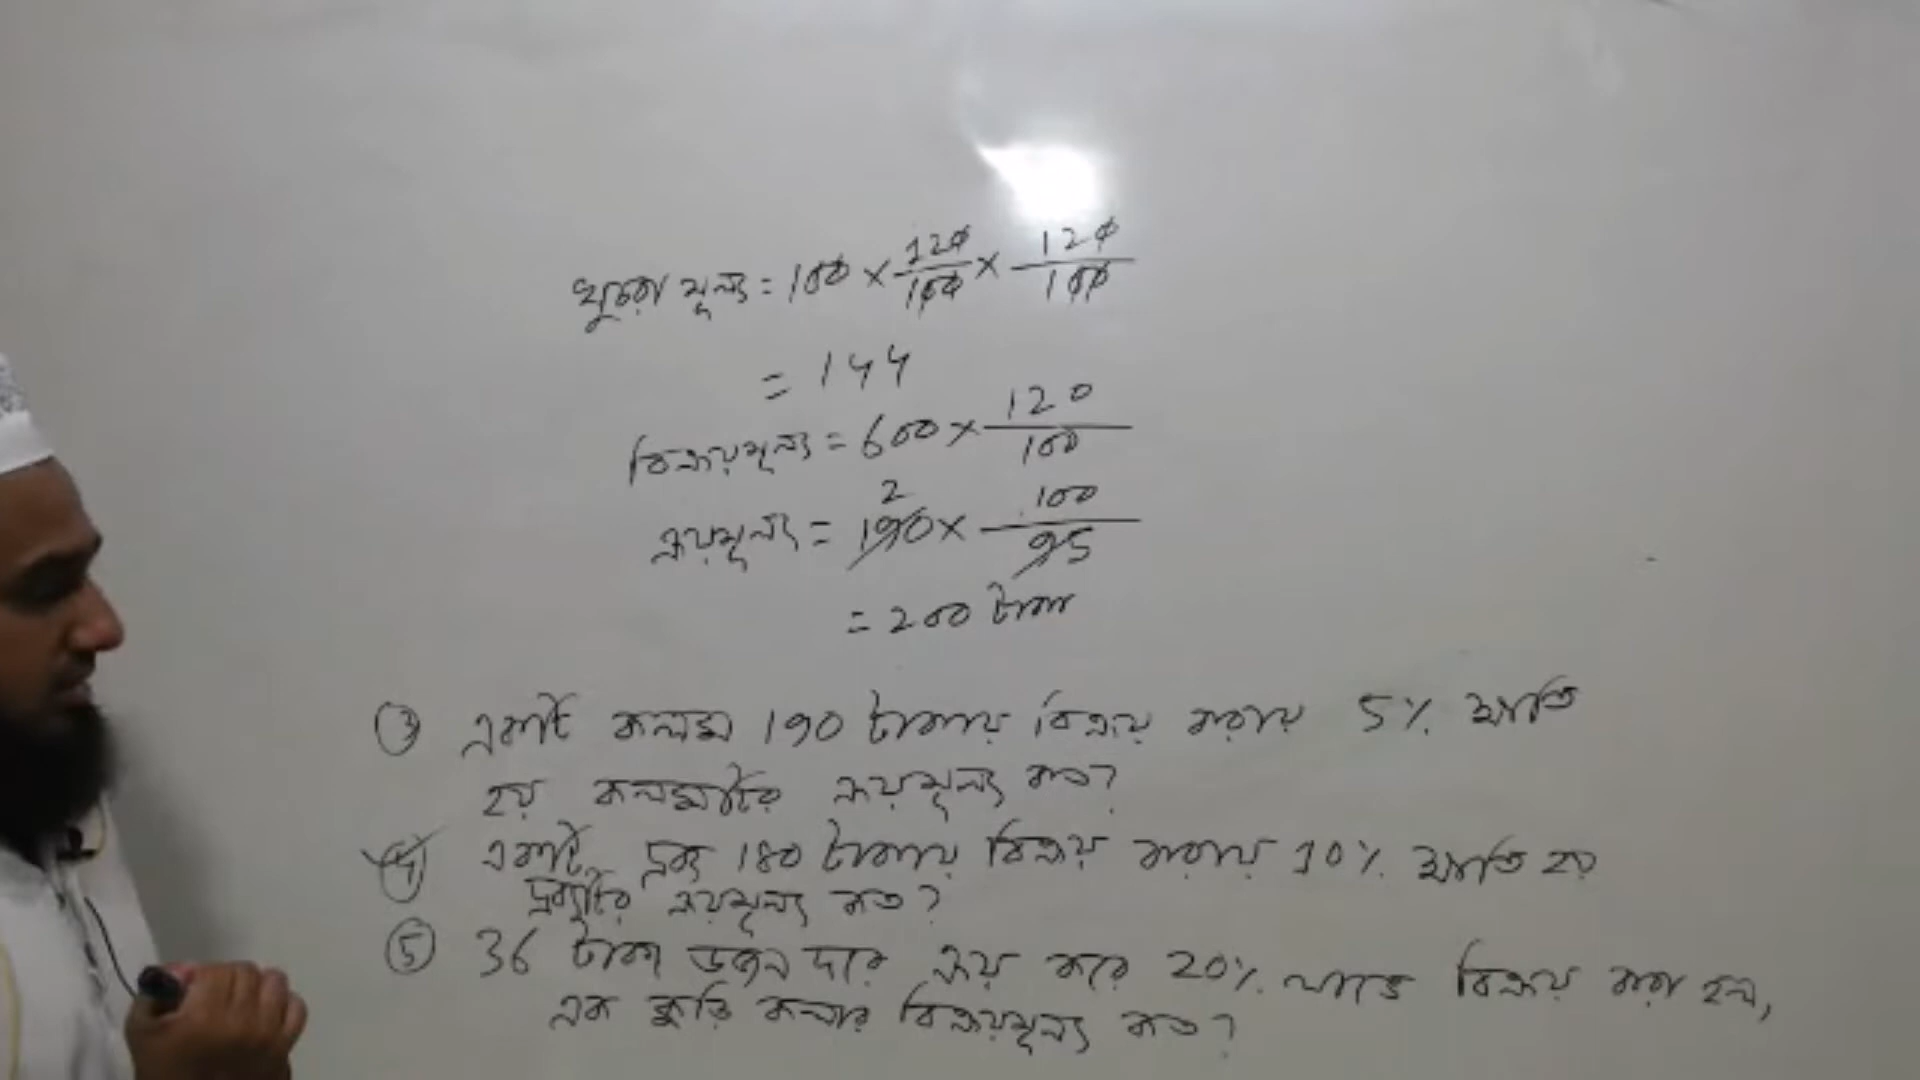 খুচরা মূল্য = 100 × 120/100 × 120/100
= 144
বিক্রয়মূল্য = 600 × 120/100
ক্রয়মূল্য = 190 × 100/95 2
= 200 টাকা
③ একটি কলম 190 টাকায় বিক্রয় করায় 5% ক্ষতি
হয় কলমটির ক্রয়মূল্য কত?
④ একটি দ্রব্য 180 টাকায় বিক্রয় করায় 10% ক্ষতি হয়
দ্রব্যটির ক্রয়মূল্য কত?
⑤ 36 টাকা ডজন দরে ক্রয় করে 20% লাভে বিক্রয় করা হল,
এক কুড়ি কলার বিক্রয়মূল্য কত?